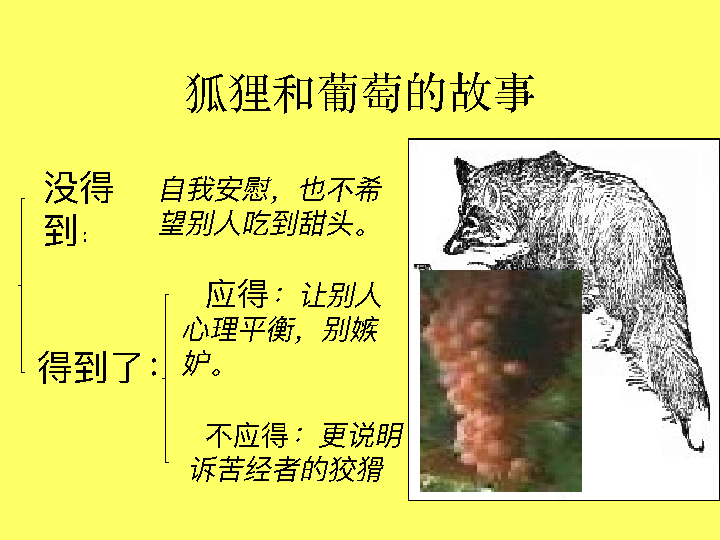 狐狸和葡萄的故事
没得
到：
自我安慰，也不希
望别人吃到甜头。
应得：让别人
心理平衡，别嫉
妒。
得到了：
不应得：更说明
诉苦经者的狡猾